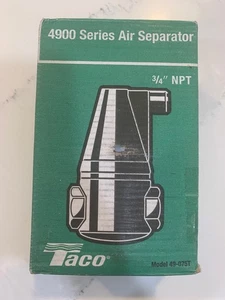 4900 Series Air Separator
3/4" NPT
Taco®
Model 49-075T